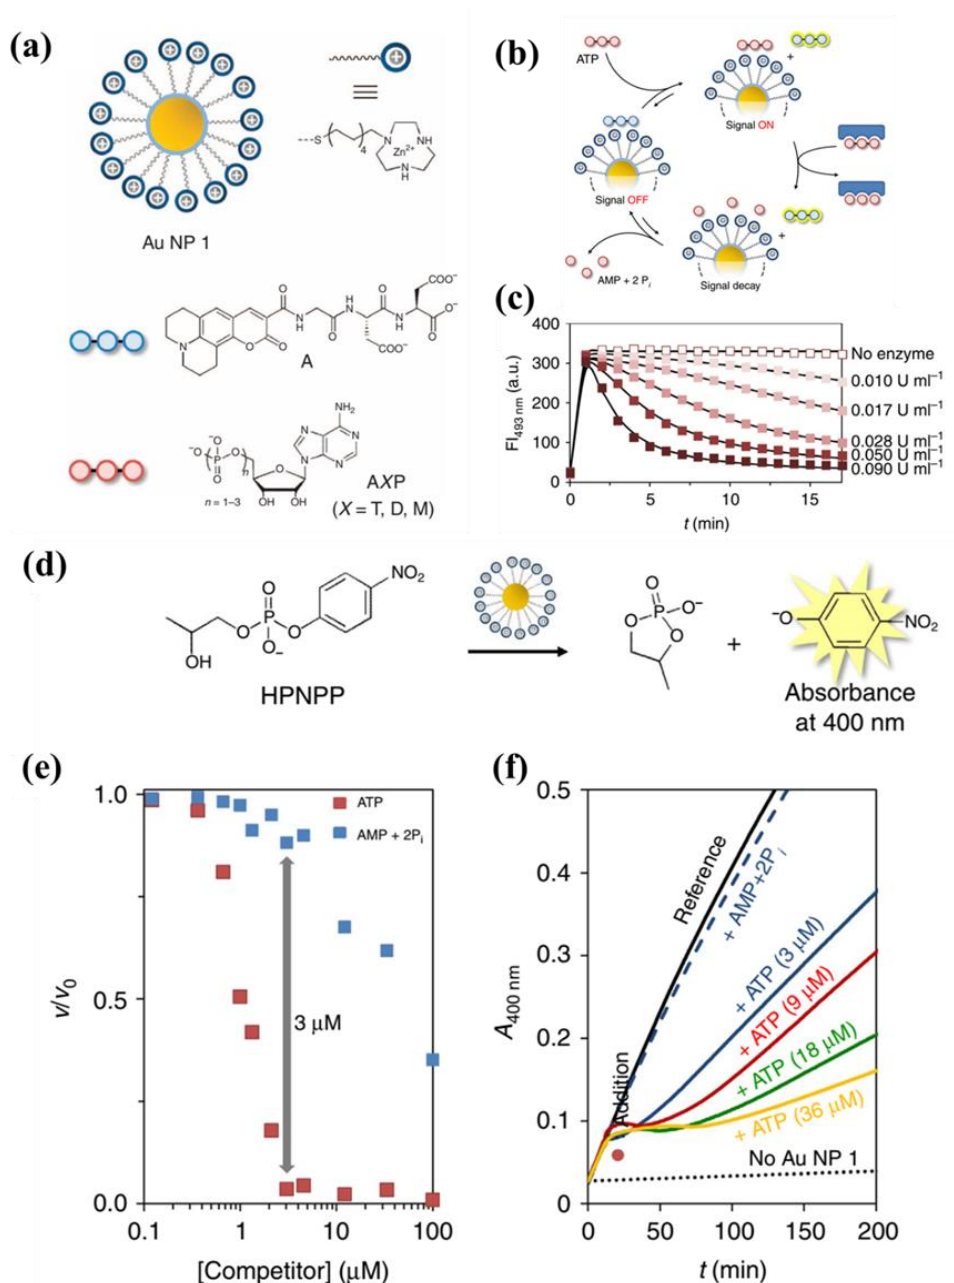 (a)
---S
4
Zn²⁺
NH
N
HN
H
Au NP 1
COO⁻
O
O
O
N
H
H
N
N
H
O⁻
N
O
O
O
COO⁻
O
A
NH₂
N
N
N
N
⁻O
O⁻
P
O
n
O
O
n = 1–3
OH
OH
AXP
(X = T, D, M)
(b)
ATP
+
Signal ON
Signal OFF
+
AMP + 2 Pᵢ
Signal decay
(c)
400
300
200
100
0
FI₄₉₃ ₙₘ (a.u.)
0
5
10
15
t (min)
No enzyme
0.010 U ml⁻¹
0.017 U ml⁻¹
0.028 U ml⁻¹
0.050 U ml⁻¹
0.090 U ml⁻¹
(d)
NO₂
O
O
P
O
O⁻
OH
HPNPP
O
P
O⁻
O
O
+
⁻O
NO₂
Absorbance
at 400 nm
(e)
1.0
0.5
0.0
v/v₀
ATP
AMP + 2Pᵢ
3 μM
0.1
1
10
100
[Competitor] (μM)
(f)
0.5
0.4
0.3
0.2
0.1
0
A₄₀₀ ₙₘ
Reference
+ AMP+2Pᵢ
+ ATP (3 μM)
+ ATP (9 μM)
+ ATP (18 μM)
+ ATP (36 μM)
Addition
No Au NP 1
0
50
100
150
200
t (min)